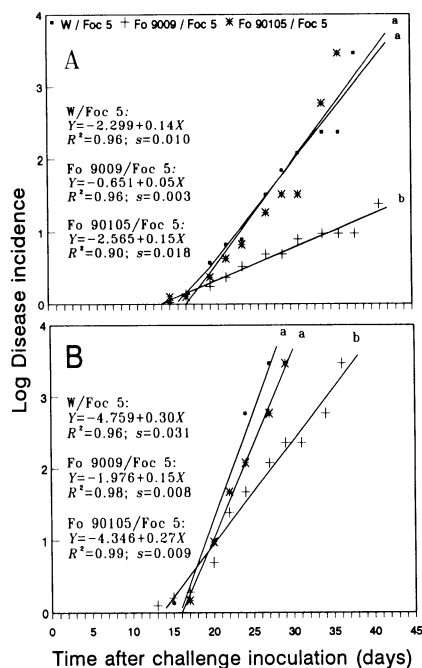 ▪ W / Foc 5 + Fo 9009 / Foc 5 ✳ Fo 90105 / Foc 5
a
a
4
A
W/Foc 5:
Y=-2.299+0.14X
R²=0.96; s=0.010
3
Fo 9009/Foc 5:
Y=-0.651+0.05X
R²=0.96; s=0.003
2
Fo 90105/Foc 5:
Y=-2.565+0.15X
R²=0.90; s=0.018
b
1
0
Log Disease incidence
4
B
a a b
W/Foc 5:
Y=-4.759+0.30X
R²=0.96; s=0.031
3
Fo 9009/Foc 5:
Y=-1.976+0.15X
R²=0.98; s=0.008
2
Fo 90105/Foc 5:
Y=-4.346+0.27X
R²=0.99; s=0.009
1
0
0 5 10 15 20 25 30 35 40 45
Time after challenge inoculation (days)